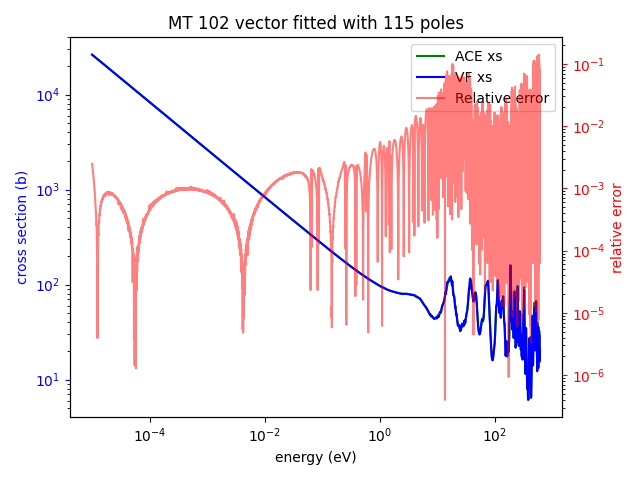 MT 102 vector fitted with 115 poles
ACE xs
VF xs
Relative error
cross section (b)
10⁴
10³
10²
10¹
10⁻¹
10⁻²
10⁻³
10⁻⁴
10⁻⁵
10⁻⁶
relative error
10⁻⁴ 10⁻² 10⁰ 10²
energy (eV)